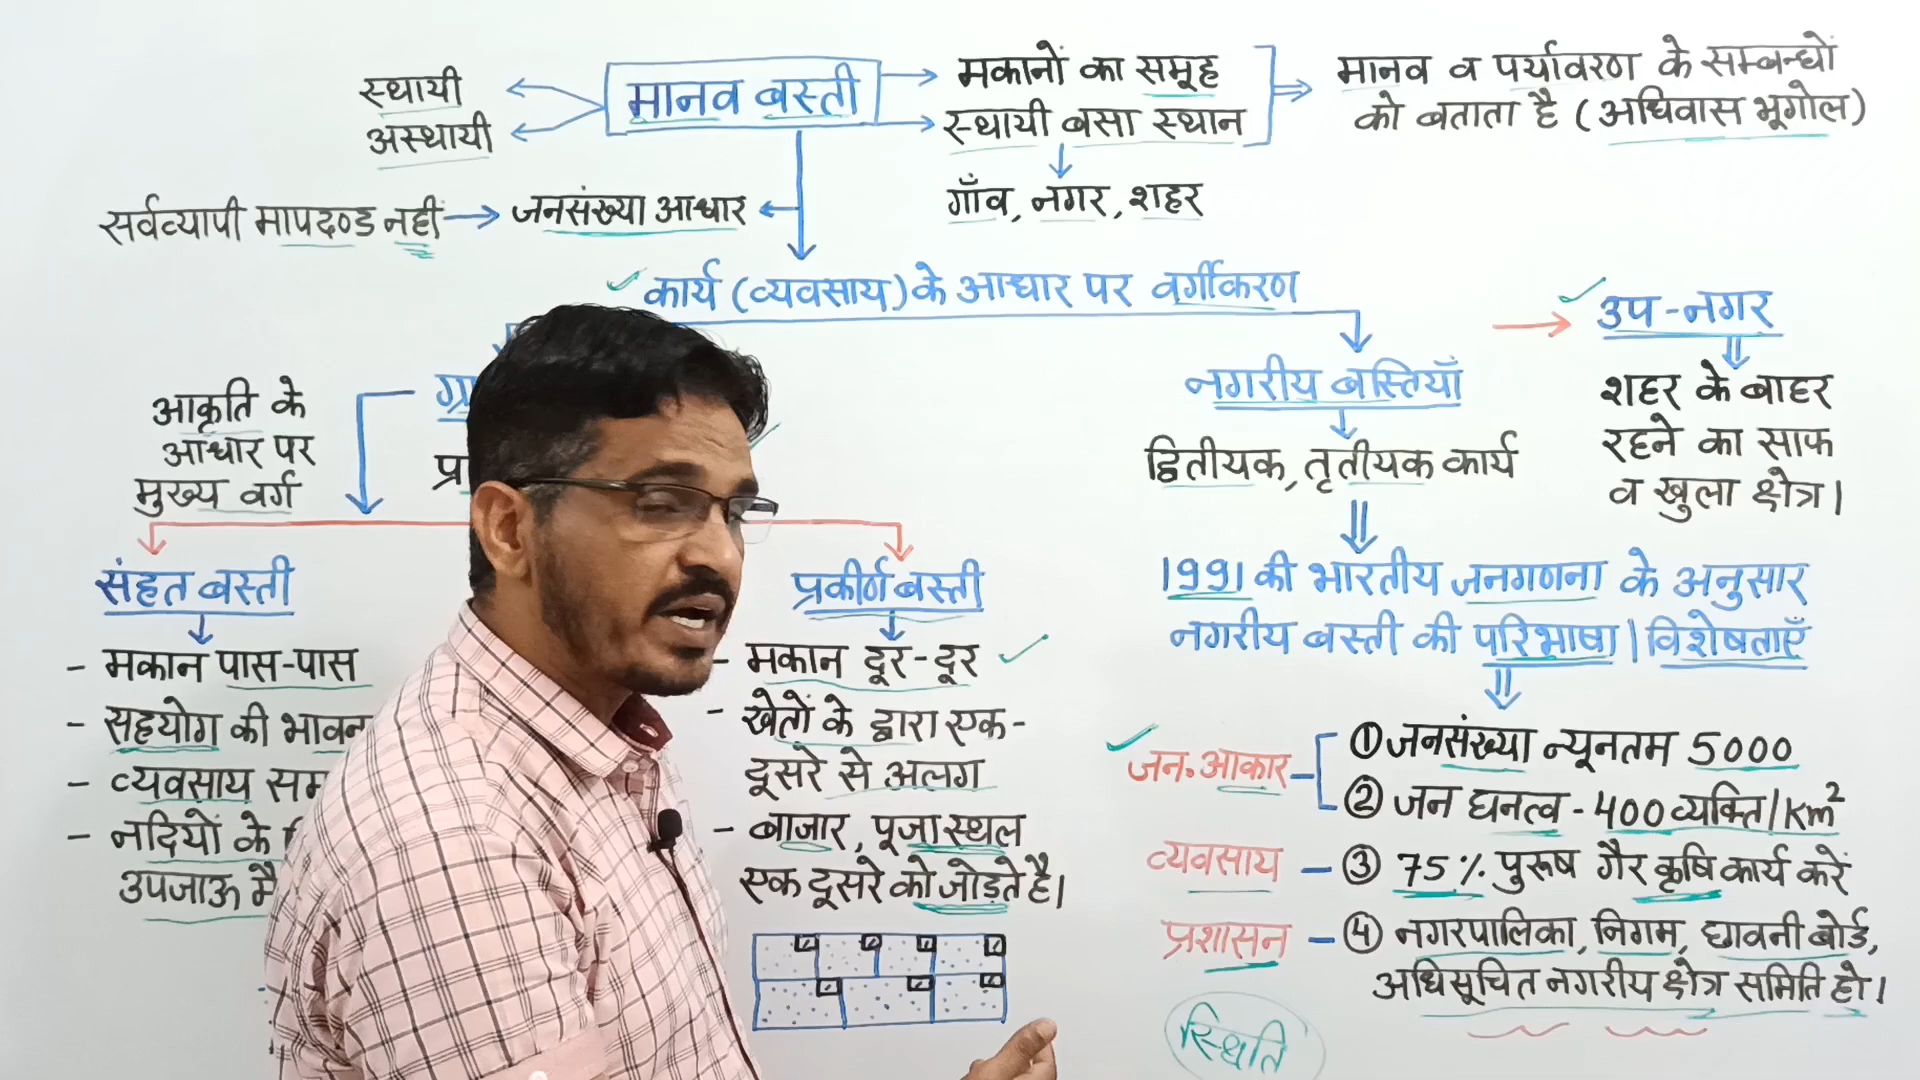 स्थायी
अस्थायी
मानव बस्ती
मकानों का समूह
स्थायी बसा स्थान
मानव व पर्यावरण के सम्बन्धों
को बताता है (अधिवास भूगोल)
गाँव, नगर, शहर
सर्वव्यापी मापदण्ड नहीं
जनसंख्या आधार
कार्य (व्यवसाय) के आधार पर वर्गीकरण
आकृति के
आधार पर
मुख्य वर्ग
संहत बस्ती
- मकान पास-पास
- सहयोग की
- व्यवसाय
- नदियों के
उपजाऊ
प्रकीर्ण बस्ती
- मकान दूर-दूर
- खेतों के द्वारा एक-
दूसरे से अलग
- बाजार, पूजा स्थल
एक दूसरे को जोड़ते है।
नगरीय बस्तियाँ
द्वितीयक, तृतीयक कार्य
1991 की भारतीय जनगणना के अनुसार
नगरीय बस्ती की परिभाषा | विशेषताएँ
जन. आकार
① जनसंख्या न्यूनतम 5000
② जन घनत्व - 400 व्यक्ति/Km²
व्यवसाय - ③ 75% पुरूष गैर कृषि कार्य करें
प्रशासन - ④ नगरपालिका, निगम, छावनी बोर्ड,
अधिसूचित नगरीय क्षेत्र समिति हो।
स्थिति
उप-नगर
शहर के बाहर
रहने का साफ
व खुला क्षेत्र।